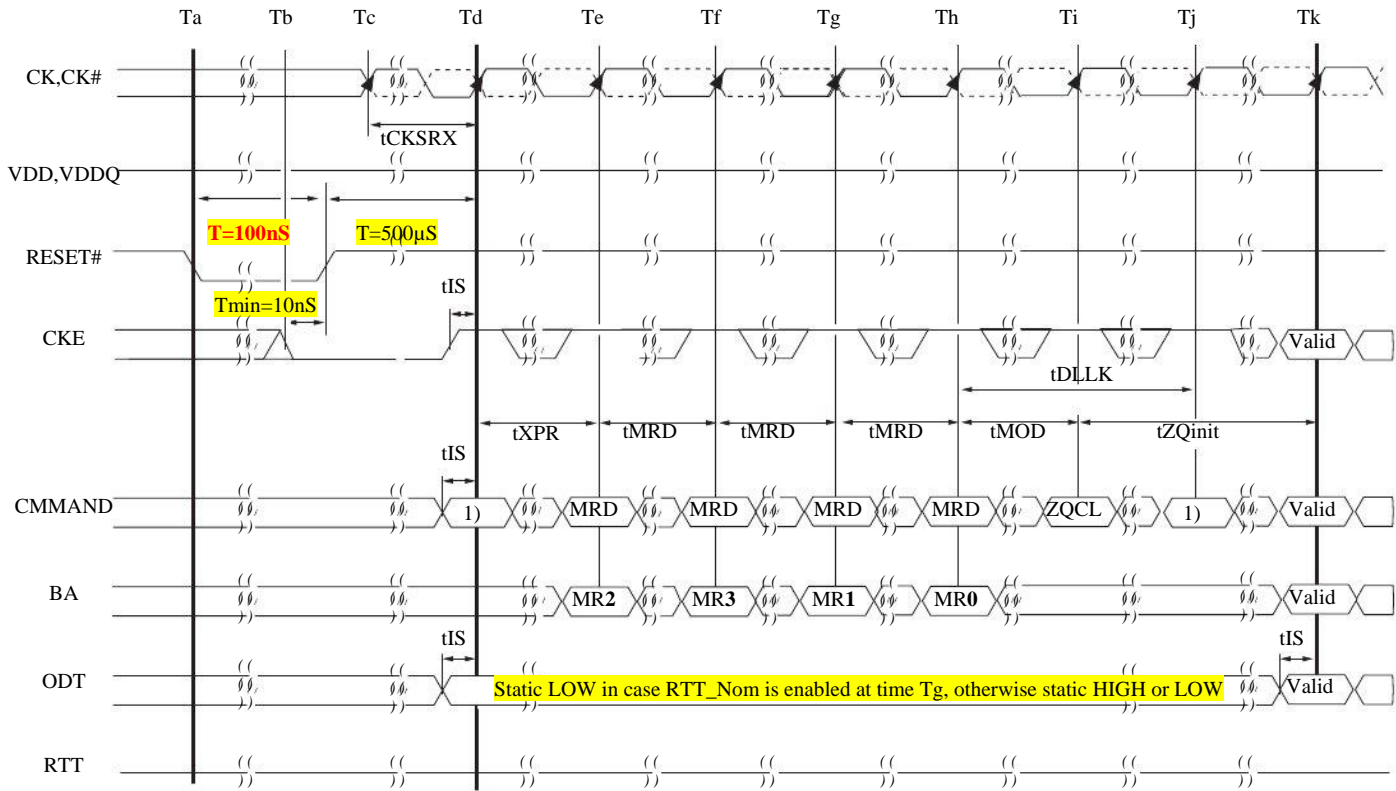 Ta Tb Tc Td Te Tf Tg Th Ti Tj Tk
CK,CK#
tCKSRX
VDD,VDDQ
T=100nS T=500µS
RESET#
Tmin=10nS tIS
CKE Valid
tDLLK
tXPR tMRD tMRD tMRD tMOD tZQinit
tIS
CMMAND 1) MRD MRD MRD MRD ZQCL 1) Valid
BA MR2 MR3 MR1 MR0 Valid
tIS tIS
ODT Static LOW in case RTT_Nom is enabled at time Tg, otherwise static HIGH or LOW Valid
RTT